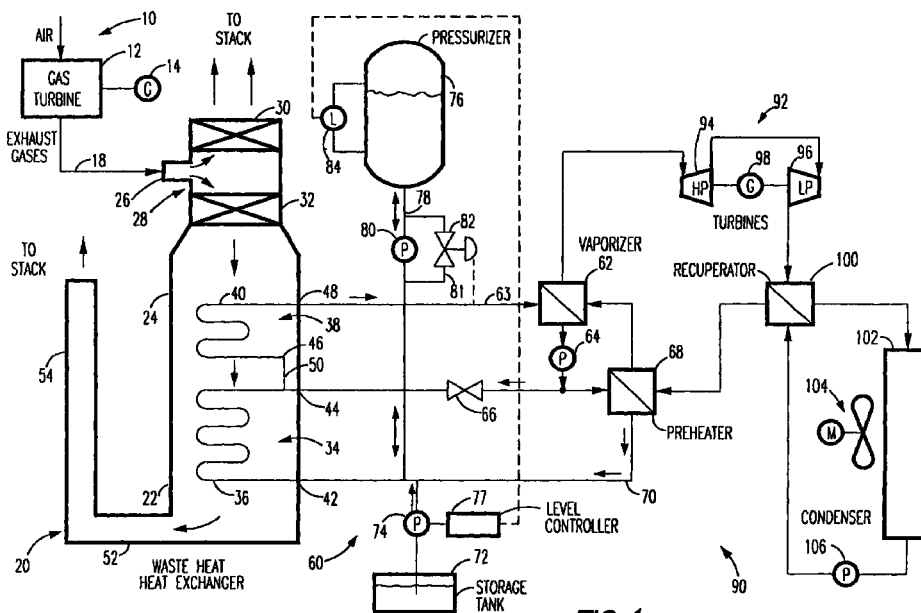 TO
STACK
10
AIR
12
14
GAS
TURBINE
G
EXHAUST
GASES
18
26
28
30
32
TO
STACK
24
54
40
48
38
46
50
44
34
22
36
42
20
52
WASTE HEAT
HEAT EXCHANGER
PRESSURIZER
76
L
84
78
80
P
82
81
63
VAPORIZER
62
64
P
68
66
PREHEATER
70
77
74
P
LEVEL
CONTROLLER
60
72
STORAGE
TANK
92
94
98
96
HP
G
LP
TURBINES
RECUPERATOR
100
102
104
M
CONDENSER
106
P
90